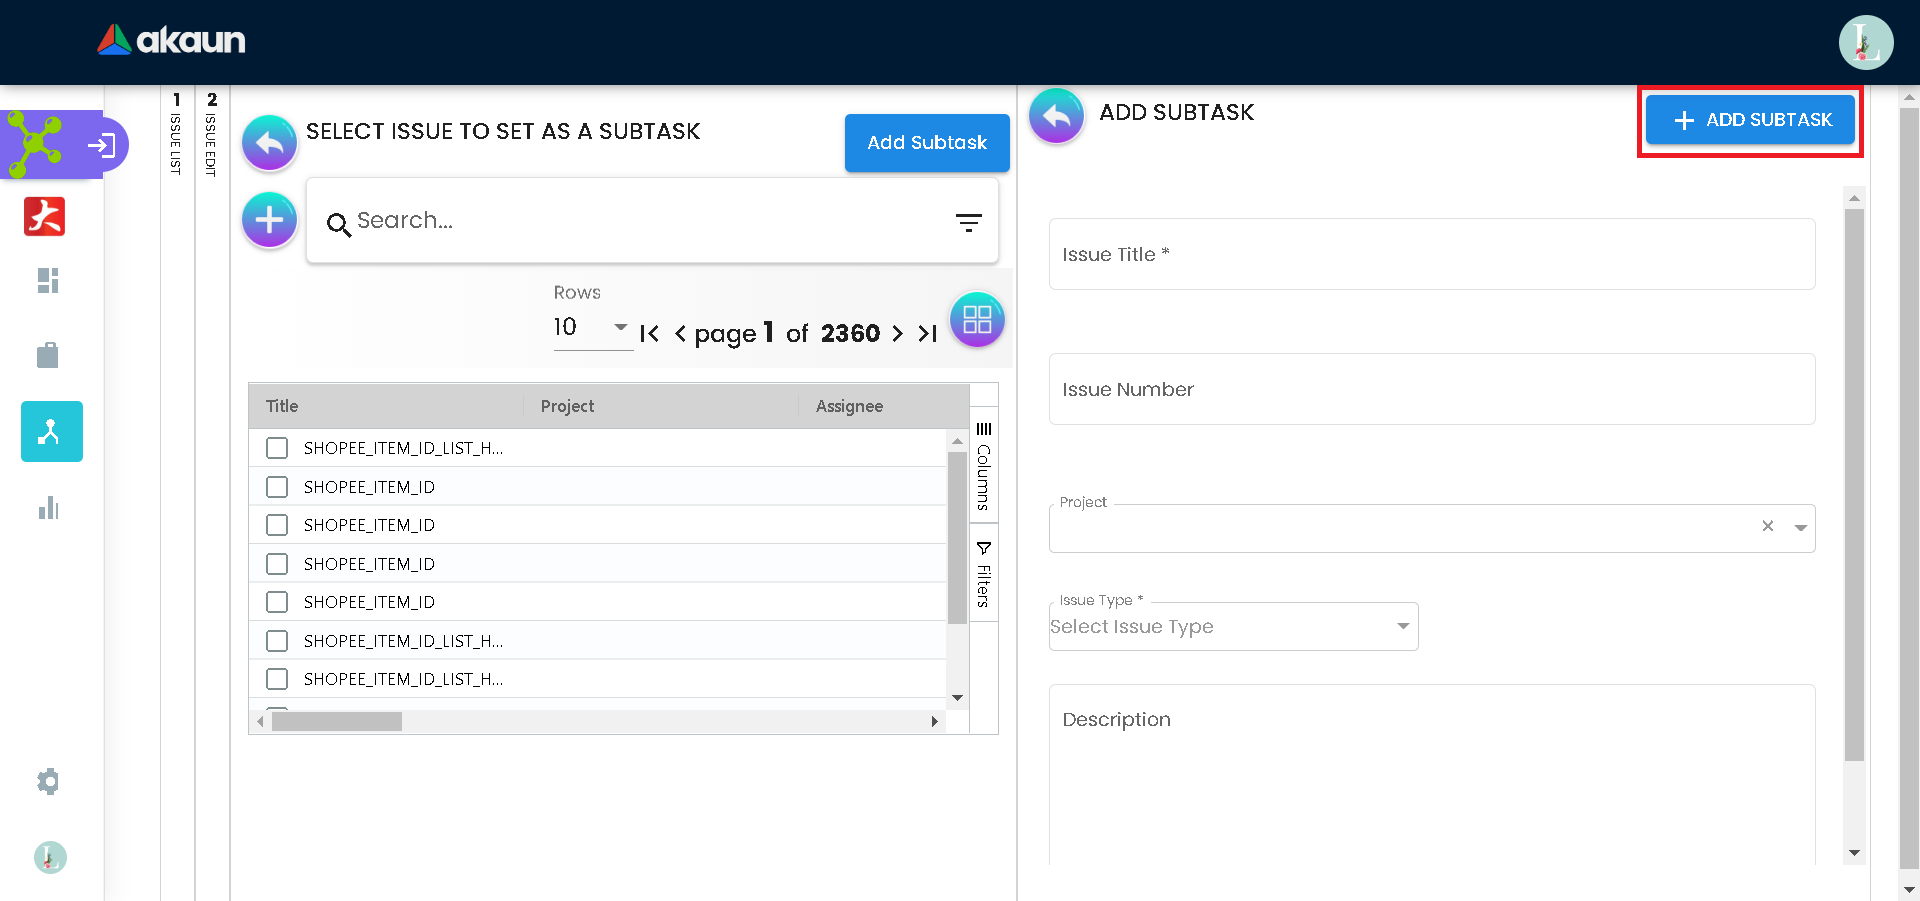 akaun
L
1 ISSUE LIST
2 ISSUE EDIT
SELECT ISSUE TO SET AS A SUBTASK
Add Subtask
Search...
Rows
10
page 1 of 2360
Title Project Assignee
SHOPEE_ITEM_ID_LIST_H...
SHOPEE_ITEM_ID
SHOPEE_ITEM_ID
SHOPEE_ITEM_ID
SHOPEE_ITEM_ID
SHOPEE_ITEM_ID_LIST_H...
SHOPEE_ITEM_ID_LIST_H...
Columns
Filters
ADD SUBTASK
ADD SUBTASK
Issue Title *
Issue Number
Project
Issue Type *
Select Issue Type
Description
L